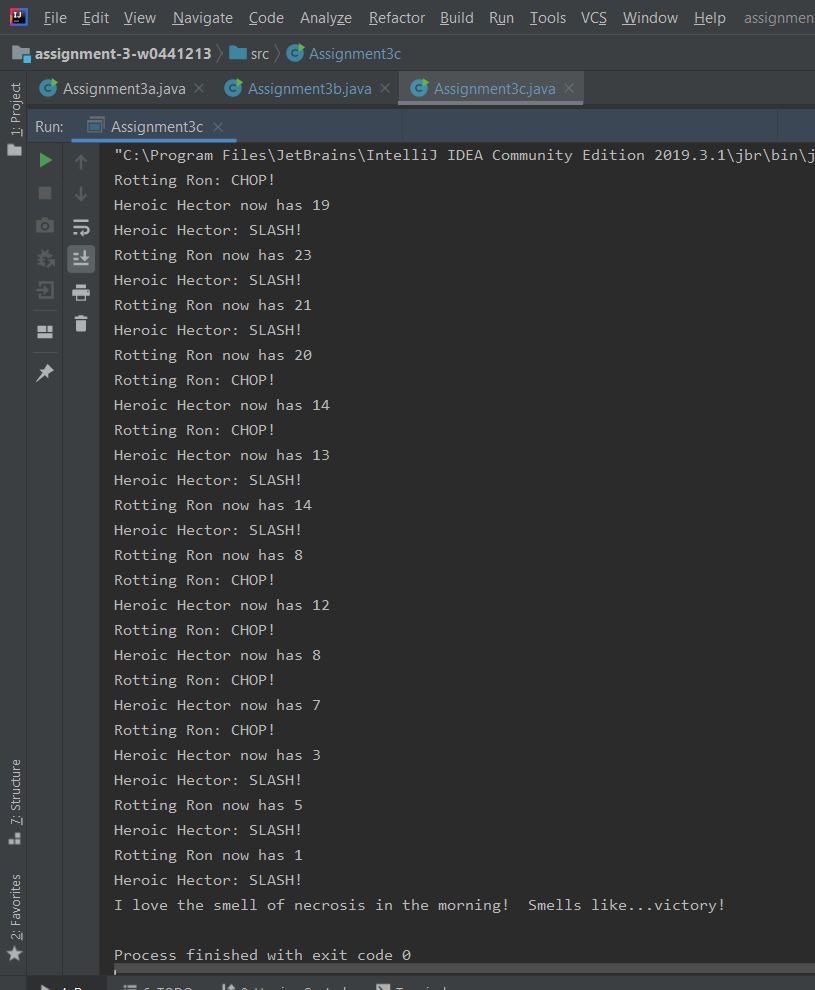 File Edit View Navigate Code Analyze Refactor Build Run Tools VCS Window Help assignmen
assignment-3-w0441213 src Assignment3c
Assignment3a.java Assignment3b.java Assignment3c.java
1: Project
Run: Assignment3c
"C:\Program Files\JetBrains\IntelliJ IDEA Community Edition 2019.3.1\jbr\bin\j
Rotting Ron: CHOP!
Heroic Hector now has 19
Heroic Hector: SLASH!
Rotting Ron now has 23
Heroic Hector: SLASH!
Rotting Ron now has 21
Heroic Hector: SLASH!
Rotting Ron now has 20
Rotting Ron: CHOP!
Heroic Hector now has 14
Rotting Ron: CHOP!
Heroic Hector now has 13
Heroic Hector: SLASH!
Rotting Ron now has 14
Heroic Hector: SLASH!
Rotting Ron now has 8
Rotting Ron: CHOP!
Heroic Hector now has 12
Rotting Ron: CHOP!
Heroic Hector now has 8
Rotting Ron: CHOP!
Heroic Hector now has 7
Rotting Ron: CHOP!
Heroic Hector now has 3
Heroic Hector: SLASH!
Rotting Ron now has 5
Heroic Hector: SLASH!
Rotting Ron now has 1
Heroic Hector: SLASH!
I love the smell of necrosis in the morning!  Smells like...victory!
Process finished with exit code 0
7: Structure
2: Favorites